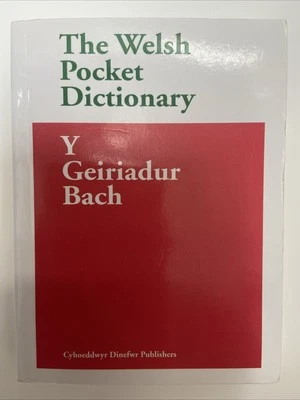 The Welsh
Pocket
Dictionary
Y
Geiriadur
Bach
Cyhoeddwyr Dinefwr Publishers